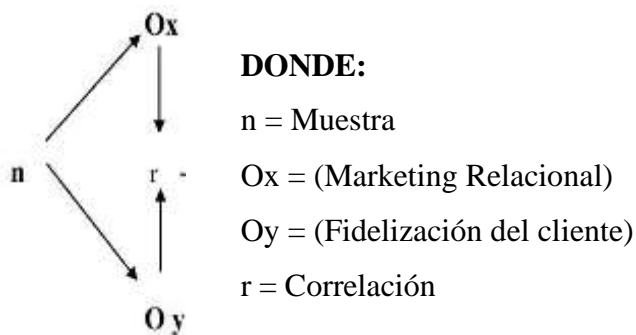 Ox
n
r -
O y
DONDE:
n = Muestra
Ox = (Marketing Relacional)
Oy = (Fidelización del cliente)
r = Correlación